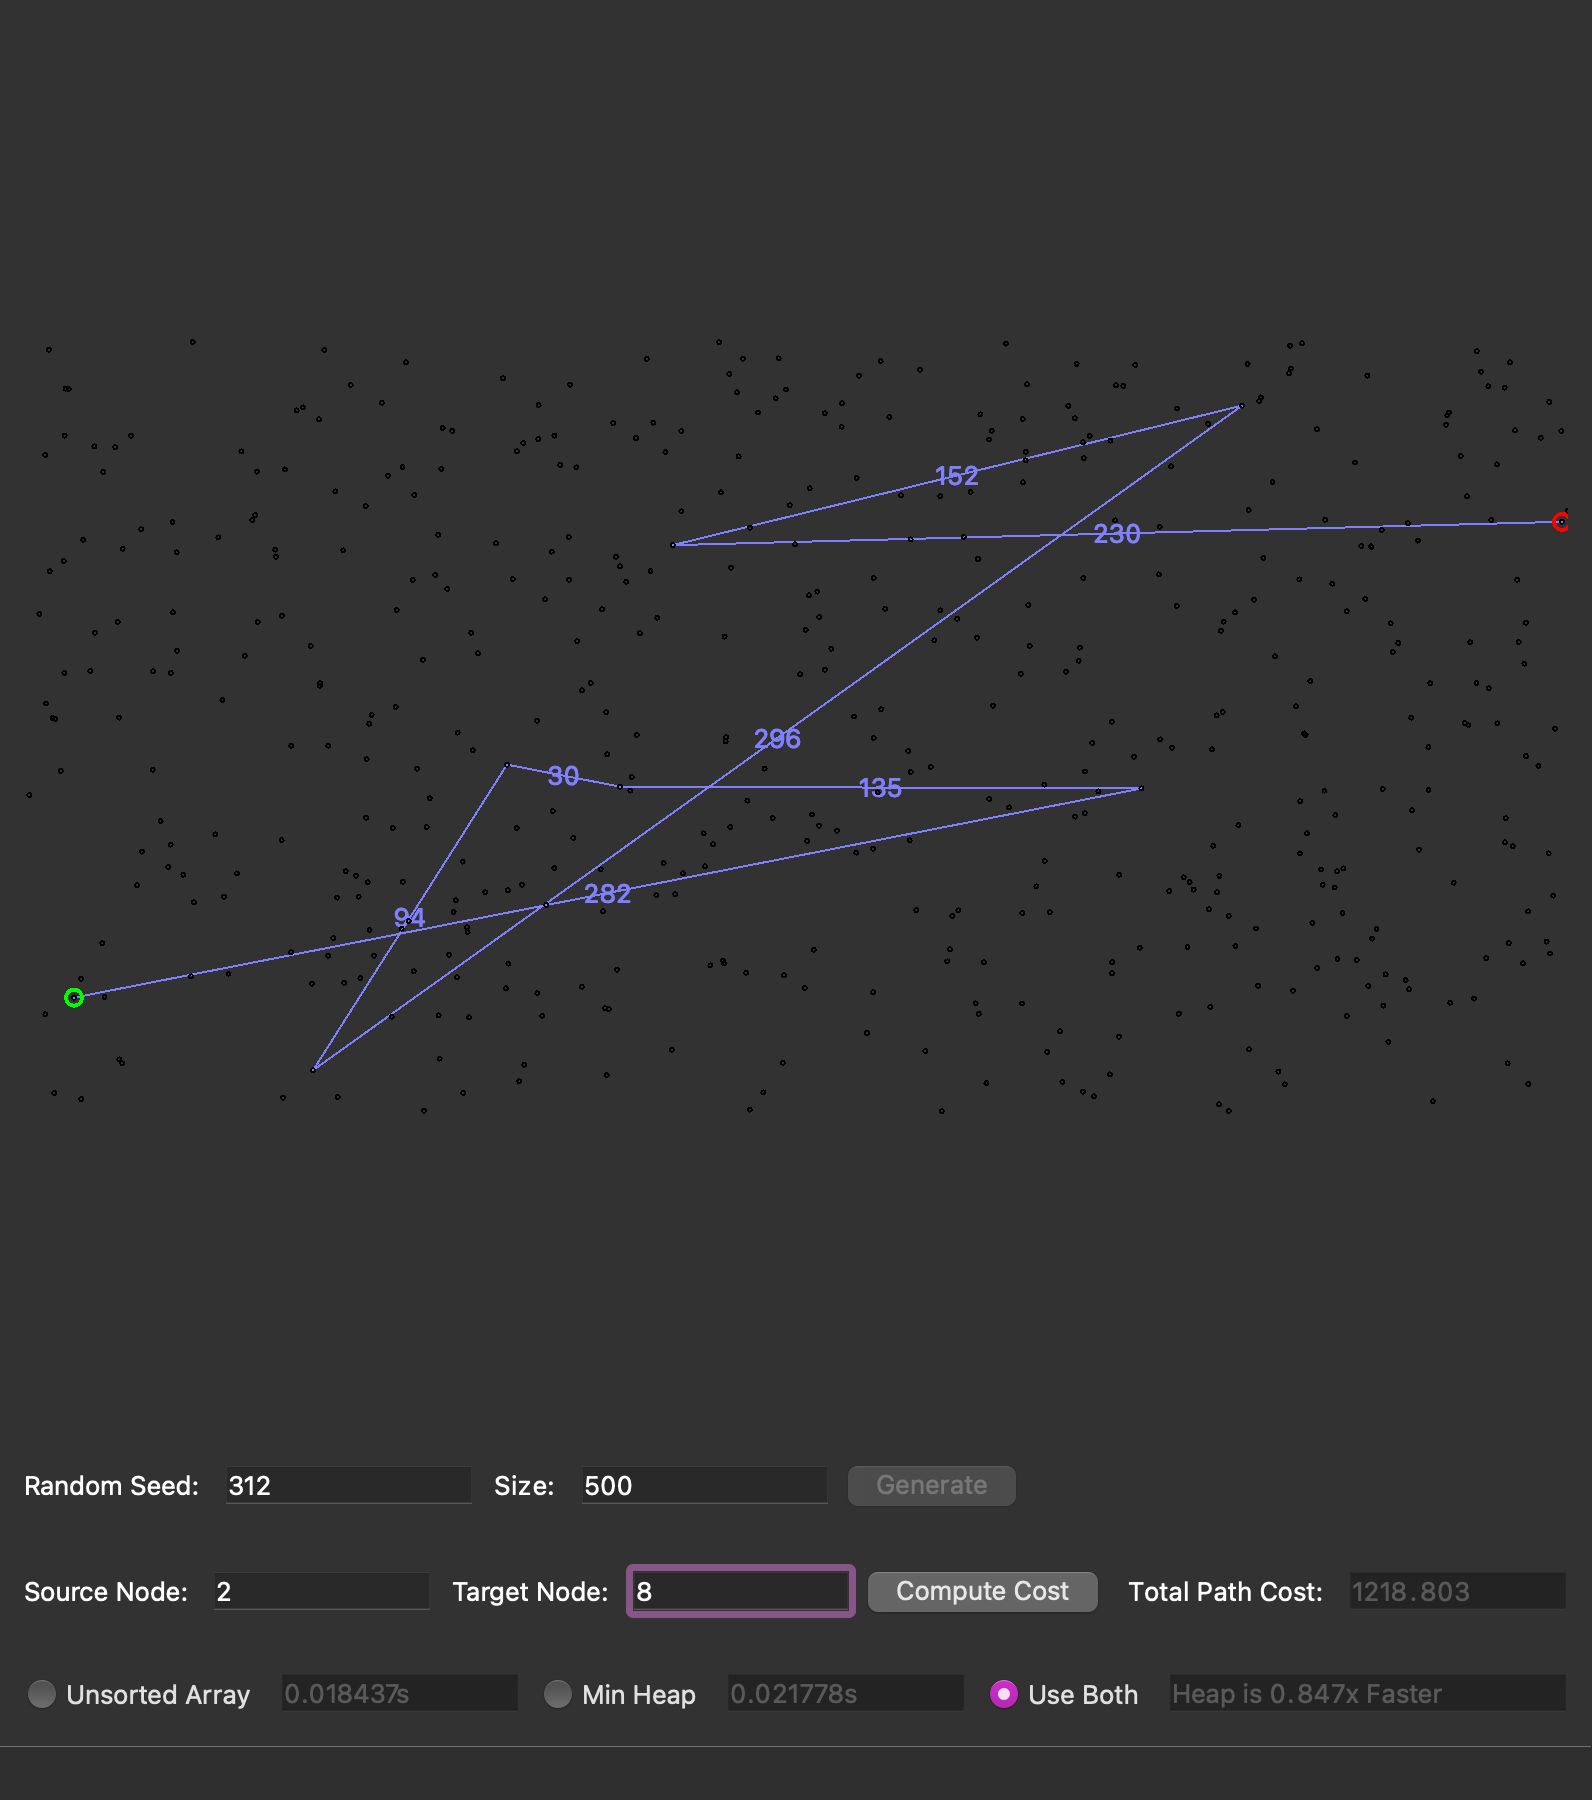 152
230
296
30
135
282
94
Random Seed: 312 Size: 500 Generate
Source Node: 2 Target Node: 8 Compute Cost Total Path Cost: 1218.803
Unsorted Array 0.018437s Min Heap 0.021778s Use Both Heap is 0.847x Faster